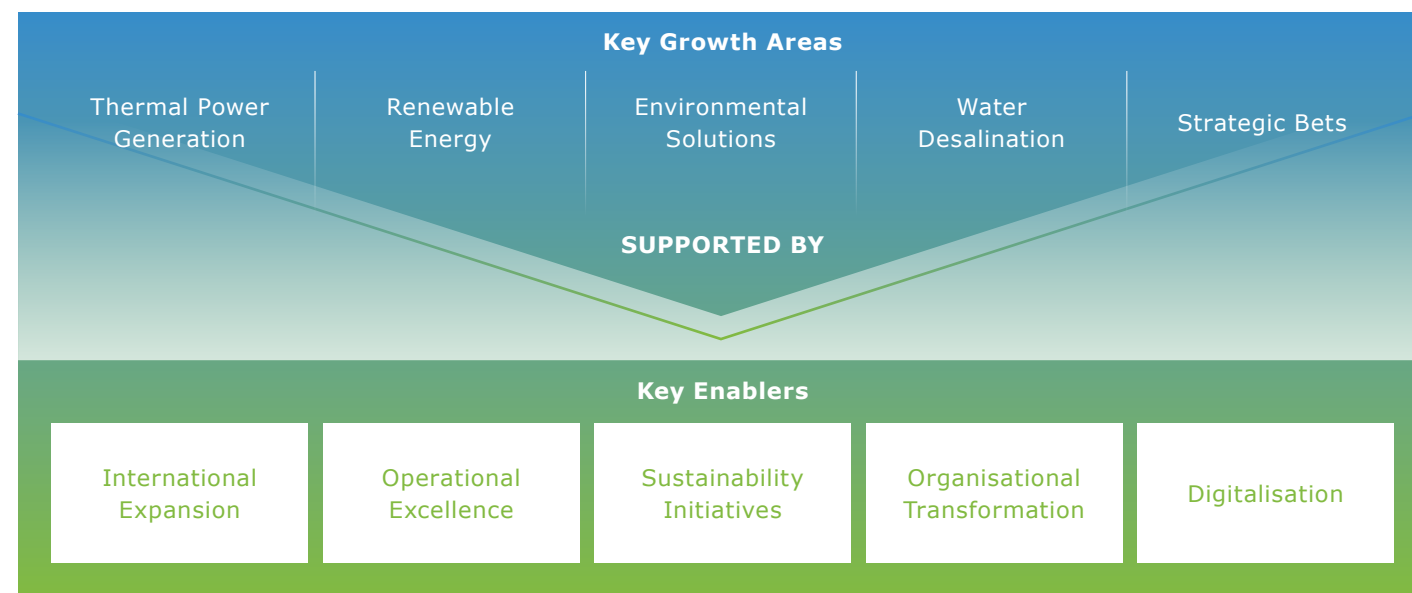 Key Growth Areas
Thermal Power
Generation
Renewable
Energy
Environmental
Solutions
Water
Desalination
Strategic Bets
SUPPORTED BY
Key Enablers
International
Expansion
Operational
Excellence
Sustainability
Initiatives
Organisational
Transformation
Digitalisation